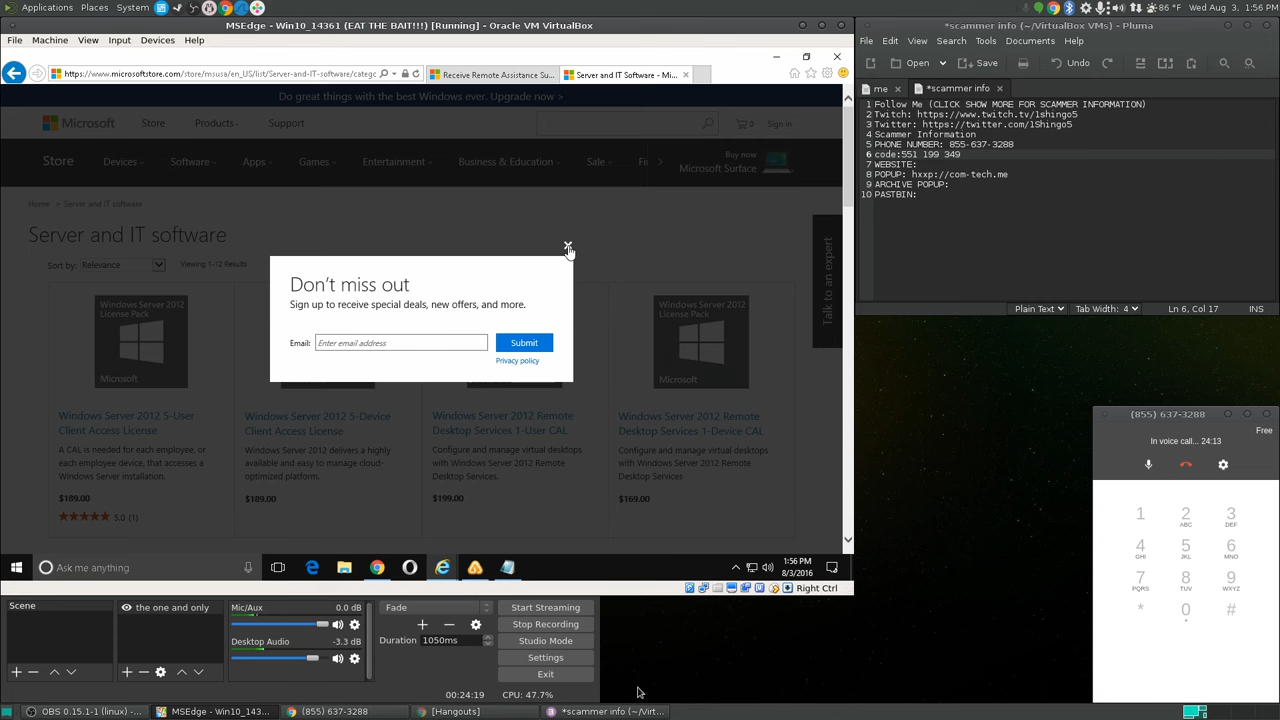 Applications Places System
86 °F Wed Aug 3, 1:56 PM
MSEdge - Win10_14361 (EAT THE BAIT!!!) [Running] - Oracle VM VirtualBox
File Machine View Input Devices Help
https://www.microsoftstore.com/store/msusa/en_US/list/Server-and-IT-software/categc
Receive Remote Assistance Su...
Server and IT Software - Mi...
Do great things with the best Windows ever. Upgrade now >
Microsoft Store Products Support 0 Sign in
Store Devices Software Apps Games Entertainment Business & Education Sale Fi
Buy now
Microsoft Surface
Home > Server and IT software
Server and IT software
Sort by: Relevance Viewing 1-12 Results
Talk to an expert
Don't miss out
Sign up to receive special deals, new offers, and more.
Email: Enter email address Submit
Privacy policy
Windows Server 2012
License Pack
Microsoft
Windows Server 2012
License Pack
Microsoft
Windows Server 2012 5-User
Client Access License
A CAL is needed for each employee, or
each employee device, that accesses a
Windows Server installation.
$189.00
5.0 (1)
Windows Server 2012 5-Device
Client Access License
Windows Server 2012 delivers a highly
available and easy to manage cloud-
optimized platform.
$189.00
Windows Server 2012 Remote
Desktop Services 1-User CAL
Configure and manage virtual desktops
with Windows Server 2012 Remote
Desktop Services.
$199.00
Windows Server 2012 Remote
Desktop Services 1-Device CAL
Configure and manage virtual desktops
with Windows Server 2012 Remote
Desktop Services
$169.00
Ask me anything
1:56 PM
8/3/2016
Right Ctrl
*scammer info (~/VirtualBox VMs) - Pluma
File Edit View Search Tools Documents Help
Open Save Undo
me *scammer info
1 Follow Me (CLICK SHOW MORE FOR SCAMMER INFORMATION)
2 Twitch: https://www.twitch.tv/1shingo5
3 Twitter: https://twitter.com/1Shingo5
4 Scammer Information
5 PHONE NUMBER: 855-637-3288
6 code:551 199 349
7 WEBSITE:
8 POPUP: hxxp://com-tech.me
9 ARCHIVE POPUP:
10 PASTBIN:
Plain Text Tab Width: 4 Ln 6, Col 17 INS
(855) 637-3288
Free
In voice call... 24:13
1 2 3
ABC DEF
4 5 6
GHI JKL MNO
7 8 9
PQRS TUV WXYZ
* 0 #
Scene
the one and only
Mic/Aux 0.0 dB
Desktop Audio -3.3 dB
Fade
Duration 1050ms
Start Streaming
Stop Recording
Studio Mode
Settings
Exit
00:24:19 CPU: 47.7%
OBS 0.15.1-1 (linux) -...
MSEdge - Win10_143...
(855) 637-3288
[Hangouts]
*scammer info (~/Virt...